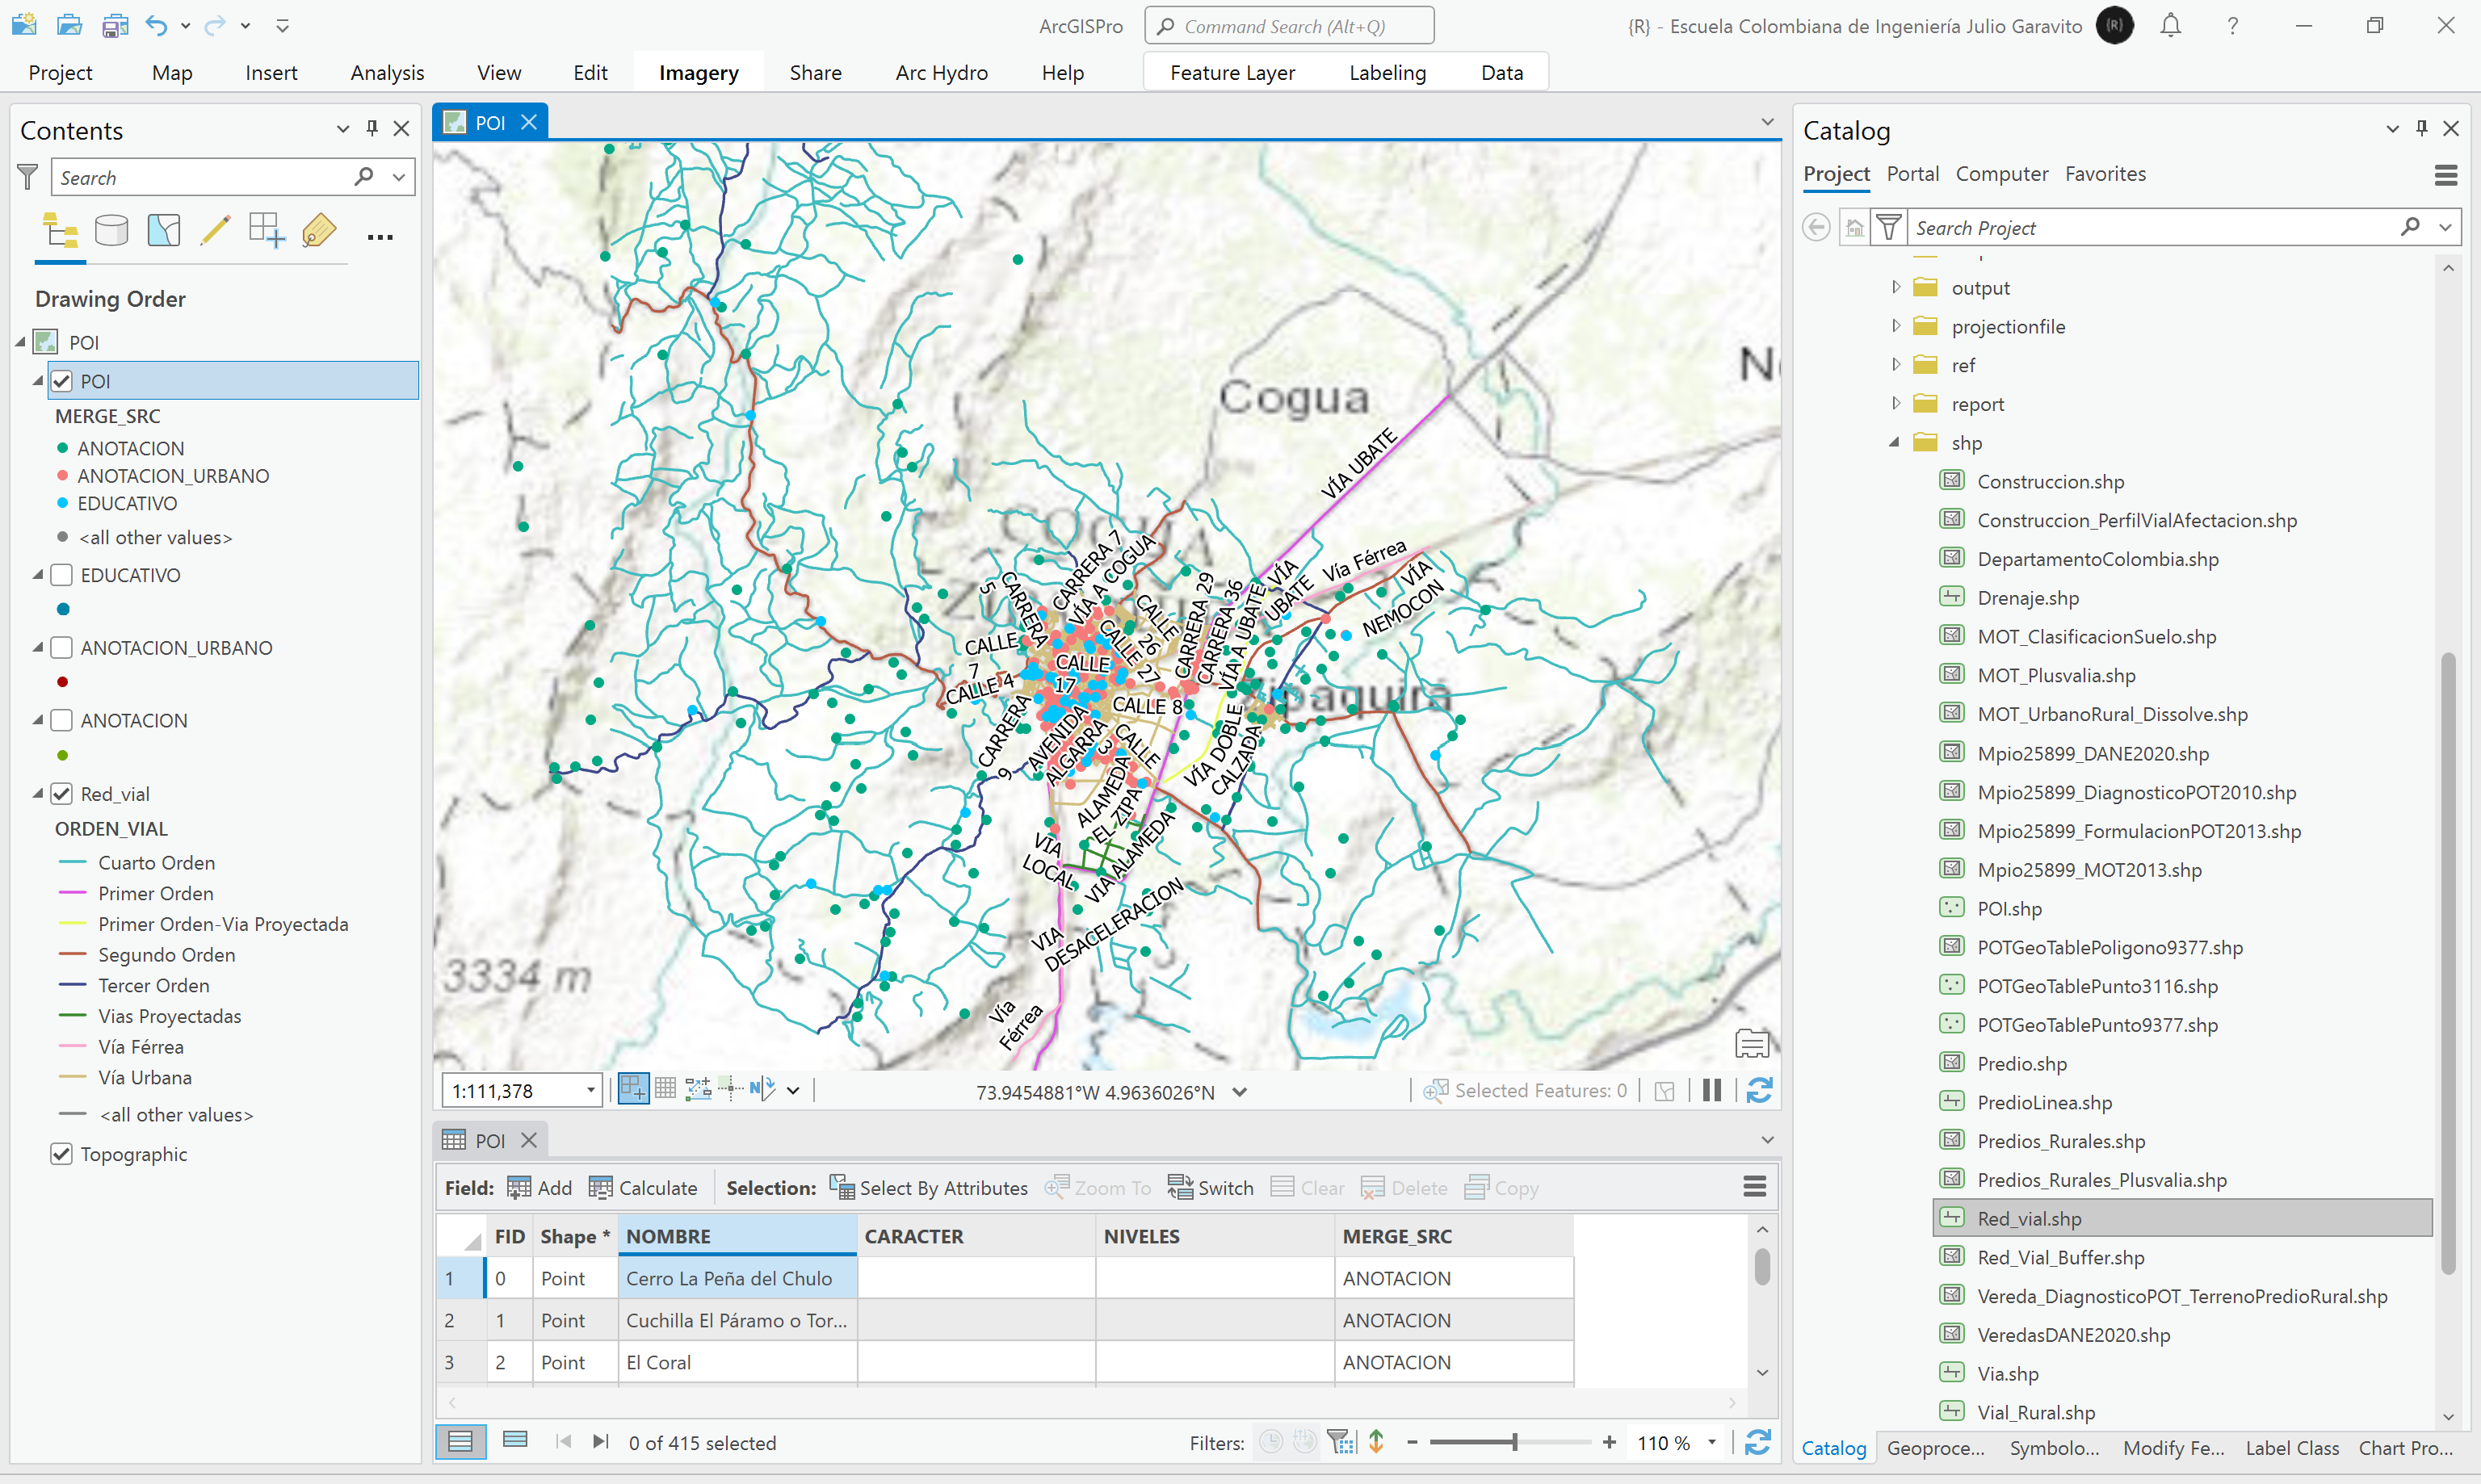 ArcGISPro
Command Search (Alt+Q)
{R} - Escuela Colombiana de Ingeniería Julio Garavito
{R}
?
Project Map Insert Analysis View Edit Imagery Share Arc Hydro Help Feature Layer Labeling Data
Contents
Search
Drawing Order
POI
POI
MERGE_SRC
ANOTACION
ANOTACION_URBANO
EDUCATIVO
<all other values>
EDUCATIVO
ANOTACION_URBANO
ANOTACION
Red_vial
ORDEN_VIAL
Cuarto Orden
Primer Orden
Primer Orden-Via Proyectada
Segundo Orden
Tercer Orden
Vias Proyectadas
Vía Férrea
Vía Urbana
<all other values>
Topographic
POI
Cogua
VÍA UBATE
COGUA
CARRERA 7
VÍA A COGUA
CARRERA
5
CALLE
26
CALLE
27
CARRERA 29
CARRERA 36
VÍA A UBATE
VÍA
UBATE
Vía Férrea
VÍA
NEMOCON
CALLE
7
CALLE 4
CALLE
17
CALLE 8
CARRERA
9
AVENIDA
ALGARRA
CALLE
3
VÍA DOBLE
CALZADA
ALAMEDA
EL ZIPA
VÍA
LOCAL
VIA ALAMEDA
VIA
DESACELERACION
Vía
Férrea
3334 m
1:111,378
73.9454881°W 4.9636026°N
Selected Features: 0
POI
Field: Add Calculate Selection: Select By Attributes Zoom To Switch Clear Delete Copy
FID Shape * NOMBRE CARACTER NIVELES MERGE_SRC
1 0 Point Cerro La Peña del Chulo ANOTACION
2 1 Point Cuchilla El Páramo o Tor... ANOTACION
3 2 Point El Coral ANOTACION
0 of 415 selected
Filters:
110 %
Catalog
Project Portal Computer Favorites
Search Project
output
projectionfile
ref
report
shp
Construccion.shp
Construccion_PerfilVialAfectacion.shp
DepartamentoColombia.shp
Drenaje.shp
MOT_ClasificacionSuelo.shp
MOT_Plusvalia.shp
MOT_UrbanoRural_Dissolve.shp
Mpio25899_DANE2020.shp
Mpio25899_DiagnosticoPOT2010.shp
Mpio25899_FormulacionPOT2013.shp
Mpio25899_MOT2013.shp
POI.shp
POTGeoTablePoligono9377.shp
POTGeoTablePunto3116.shp
POTGeoTablePunto9377.shp
Predio.shp
PredioLinea.shp
Predios_Rurales.shp
Predios_Rurales_Plusvalia.shp
Red_vial.shp
Red_Vial_Buffer.shp
Vereda_DiagnosticoPOT_TerrenoPredioRural.shp
VeredasDANE2020.shp
Via.shp
Vial_Rural.shp
Catalog Geoproce... Symbolo... Modify Fe... Label Class Chart Pro...